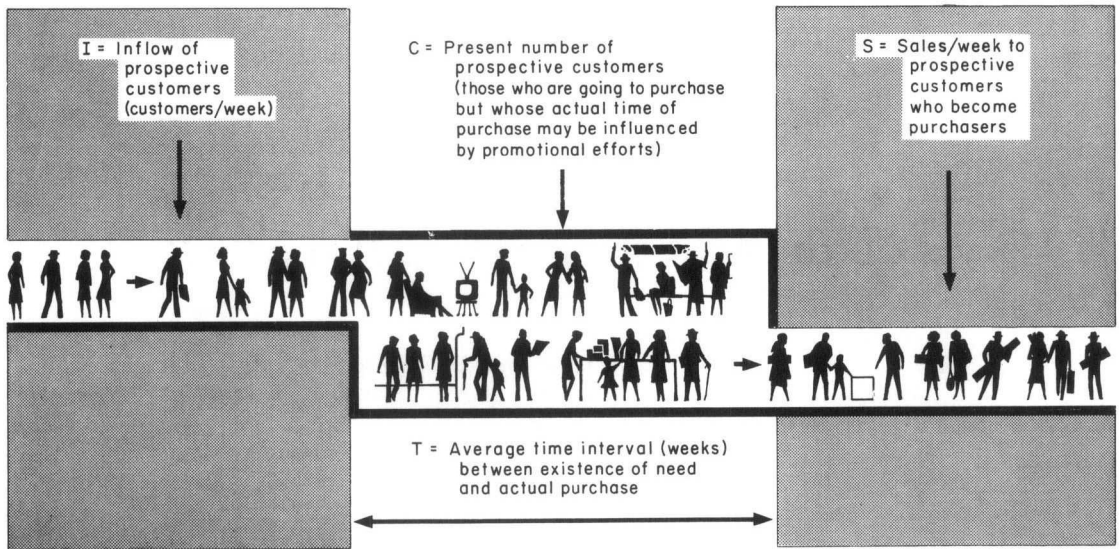 I = Inflow of
prospective
customers
(customers/week)
C = Present number of
prospective customers
(those who are going to purchase
but whose actual time of
purchase may be influenced
by promotional efforts)
S = Sales/week to
prospective
customers
who become
purchasers
T = Average time interval (weeks)
between existence of need
and actual purchase